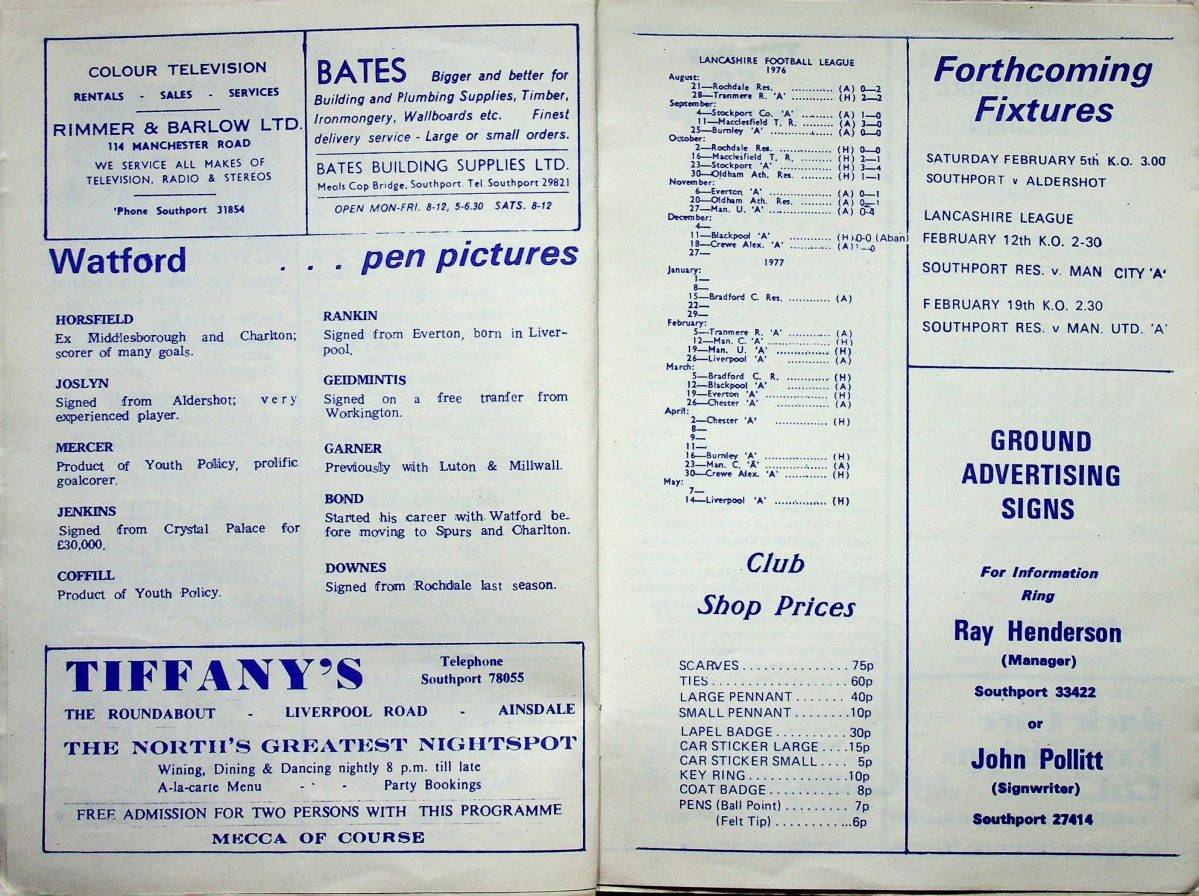 COLOUR TELEVISION
RENTALS - SALES - SERVICES
RIMMER & BARLOW LTD.
114 MANCHESTER ROAD
WE SERVICE ALL MAKES OF
TELEVISION, RADIO & STEREOS
'Phone Southport 31854
BATES Bigger and better for
Building and Plumbing Supplies, Timber,
Ironmongery, Wallboards etc. Finest
delivery service - Large or small orders.
BATES BUILDING SUPPLIES LTD.
Meols Cop Bridge, Southport. Tel. Southport 29821
OPEN MON-FRI. 8-12, 5-6.30 SATS. 8-12
Watford . . . pen pictures
HORSFIELD
Ex Middlesborough and Charlton;
scorer of many goals.
JOSLYN
Signed from Aldershot; very
experienced player.
MERCER
Product of Youth Policy, prolific
goalcorer.
JENKINS
Signed from Crystal Palace for
£30,000.
COFFILL
Product of Youth Policy.
RANKIN
Signed from Everton, born in Liver-
pool.
GEIDMINTIS
Signed on a free tranfer from
Workington.
GARNER
Previously with Luton & Millwall.
BOND
Started his career with Watford be-
fore moving to Spurs and Charlton.
DOWNES
Signed from Rochdale last season.
TIFFANY'S
Telephone
Southport 78055
THE ROUNDABOUT - LIVERPOOL ROAD - AINSDALE
THE NORTH'S GREATEST NIGHTSPOT
Wining, Dining & Dancing nightly 8 p.m. till late
A-la-carte Menu - - Party Bookings
FREE ADMISSION FOR TWO PERSONS WITH THIS PROGRAMME
MECCA OF COURSE
LANCASHIRE FOOTBALL LEAGUE
1976
August:
21—Rochdale Res. ............ (A) 0—2
28—Tranmere R. 'A' ............ (H) 2—2
September:
4—Stockport Co. 'A' ........ (A) 1—0
11—Macclesfield T. R. ........ (A) 3—0
25—Burnley 'A' ............... (A) 0—0
October:
2—Rochdale Res. ............ (H) 0—0
16—Macclesfield T. R. ........ (H) 2—1
23—Stockport 'A' ............ (H) 3—4
30—Oldham Ath. Res. ........ (H) 1—1
November:
6—Everton 'A' ............... (A) 0—1
20—Oldham Ath. Res. ........ (A) 0—1
27—Man. U. 'A' ............... (A) 0-4
December:
4—
11—Blackpool 'A' ............ (H) 0-0 (Aban)
18—Crewe Alex. 'A' ............ (A) 1—0
27—
1977
January:
1—
8—
15—Bradford C. Res. ............ (A)
22—
29—
February:
5—Tranmere R. 'A' ............ (A)
12—Man. C. 'A' ............... (H)
19—Man. U. 'A' ............... (H)
26—Liverpool 'A' ............ (A)
March:
5—Bradford C. R. ............ (H)
12—Blackpool 'A' ............ (A)
19—Everton 'A' ............... (H)
26—Chester 'A' ............... (A)
April:
2—Chester 'A' ............... (H)
8—
9—
11—
16—Burnley 'A' ............... (H)
23—Man. C, 'A' ............... (A)
30—Crewe Alex. 'A' ............ (H)
May:
7—
14—Liverpool 'A' ............... (H)
Club
Shop Prices
SCARVES . . . . . . . . . . . . . . . 75p
TIES . . . . . . . . . . . . . . . . . . 60p
LARGE PENNANT . . . . . . . 40p
SMALL PENNANT . . . . . . . . 10p
LAPEL BADGE . . . . . . . . . . 30p
CAR STICKER LARGE . . . . 15p
CAR STICKER SMALL . . . . 5p
KEY RING . . . . . . . . . . . . . 10p
COAT BADGE . . . . . . . . . . . 8p
PENS (Ball Point) . . . . . . . . . 7p
(Felt Tip) . . . . . . . . . . . 6p
Forthcoming
Fixtures
SATURDAY FEBRUARY 5th K.O. 3.00
SOUTHPORT v ALDERSHOT
LANCASHIRE LEAGUE
FEBRUARY 12th K.O. 2-30
SOUTHPORT RES. v. MAN CITY 'A'
FEBRUARY 19th K.O. 2.30
SOUTHPORT RES. v MAN. UTD. 'A'
GROUND
ADVERTISING
SIGNS
For Information
Ring
Ray Henderson
(Manager)
Southport 33422
or
John Pollitt
(Signwriter)
Southport 27414